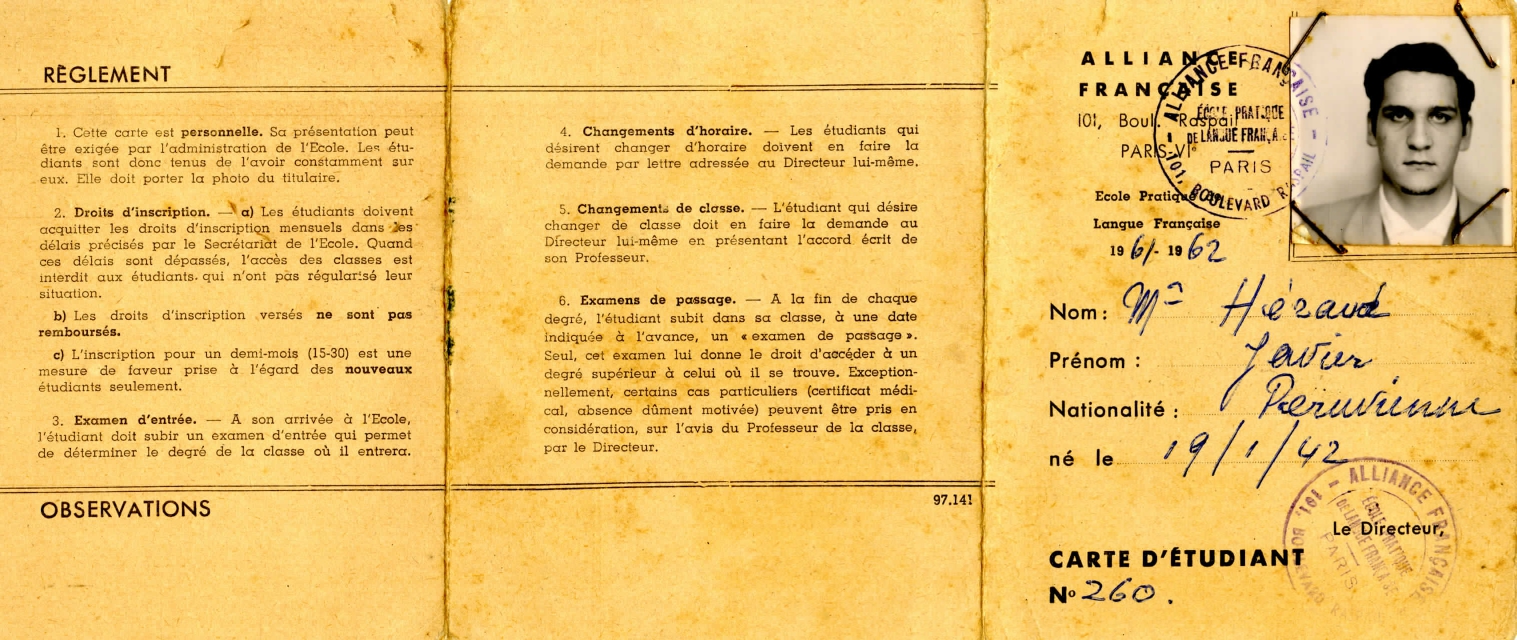 RÈGLEMENT
1. Cette carte est personnelle. Sa présentation peut
être exigée par l'administration de l'Ecole. Les étu-
diants sont donc tenus de l'avoir constamment sur
eux. Elle doit porter la photo du titulaire.
2. Droits d'inscription. — a) Les étudiants doivent
acquitter les droits d'inscription mensuels dans les
délais précisés par le Secrétariat de l'Ecole. Quand
ces délais sont dépassés, l'accès des classes est
interdit aux étudiants qui n'ont pas régularisé leur
situation.
b) Les droits d'inscription versés ne sont pas
remboursés.
c) L'inscription pour un demi-mois (15-30) est une
mesure de faveur prise à l'égard des nouveaux
étudiants seulement.
3. Examen d'entrée. — A son arrivée à l'Ecole,
l'étudiant doit subir un examen d'entrée qui permet
de déterminer le degré de la classe où il entrera.
OBSERVATIONS
4. Changements d'horaire. — Les étudiants qui
désirent changer d'horaire doivent en faire la
demande par lettre adressée au Directeur lui-même.
5. Changements de classe. — L'étudiant qui désire
changer de classe doit en faire la demande au
Directeur lui-même en présentant l'accord écrit de
son Professeur.
6. Examens de passage. — A la fin de chaque
degré, l'étudiant subit dans sa classe, à une date
indiquée à l'avance, un « examen de passage ».
Seul, cet examen lui donne le droit d'accéder à un
degré supérieur à celui où il se trouve. Exception-
nellement, certains cas particuliers (certificat médi-
cal, absence dûment motivée) peuvent être pris en
considération, sur l'avis du Professeur de la classe,
par le Directeur.
97.141
ALLIANCE
FRANÇAISE
101, Boul. Raspail
PARIS-VIe
Ecole Pratique de
Langue Française
1961-1962
ALLIANCE FRANÇAISE - 101, BOULEVARD RASPAIL -
ÉCOLE PRATIQUE
DE LANGUE FRANÇAISE
PARIS
Nom : Mr Héraud
Prénom : Javier
Nationalité : Péruvienne
né le 19/1/42
Le Directeur,
CARTE D'ÉTUDIANT
No 260.
ALLIANCE FRANÇAISE - 101, BOULEVARD
ÉCOLE PRATIQUE
DE LANGUE FRANÇAISE
PARIS